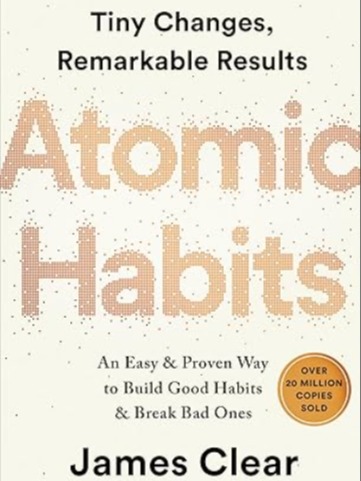 Tiny Changes,
Remarkable Results
Atomic
Habits
An Easy & Proven Way
to Build Good Habits
& Break Bad Ones
OVER
20 MILLION
COPIES
SOLD
James Clear